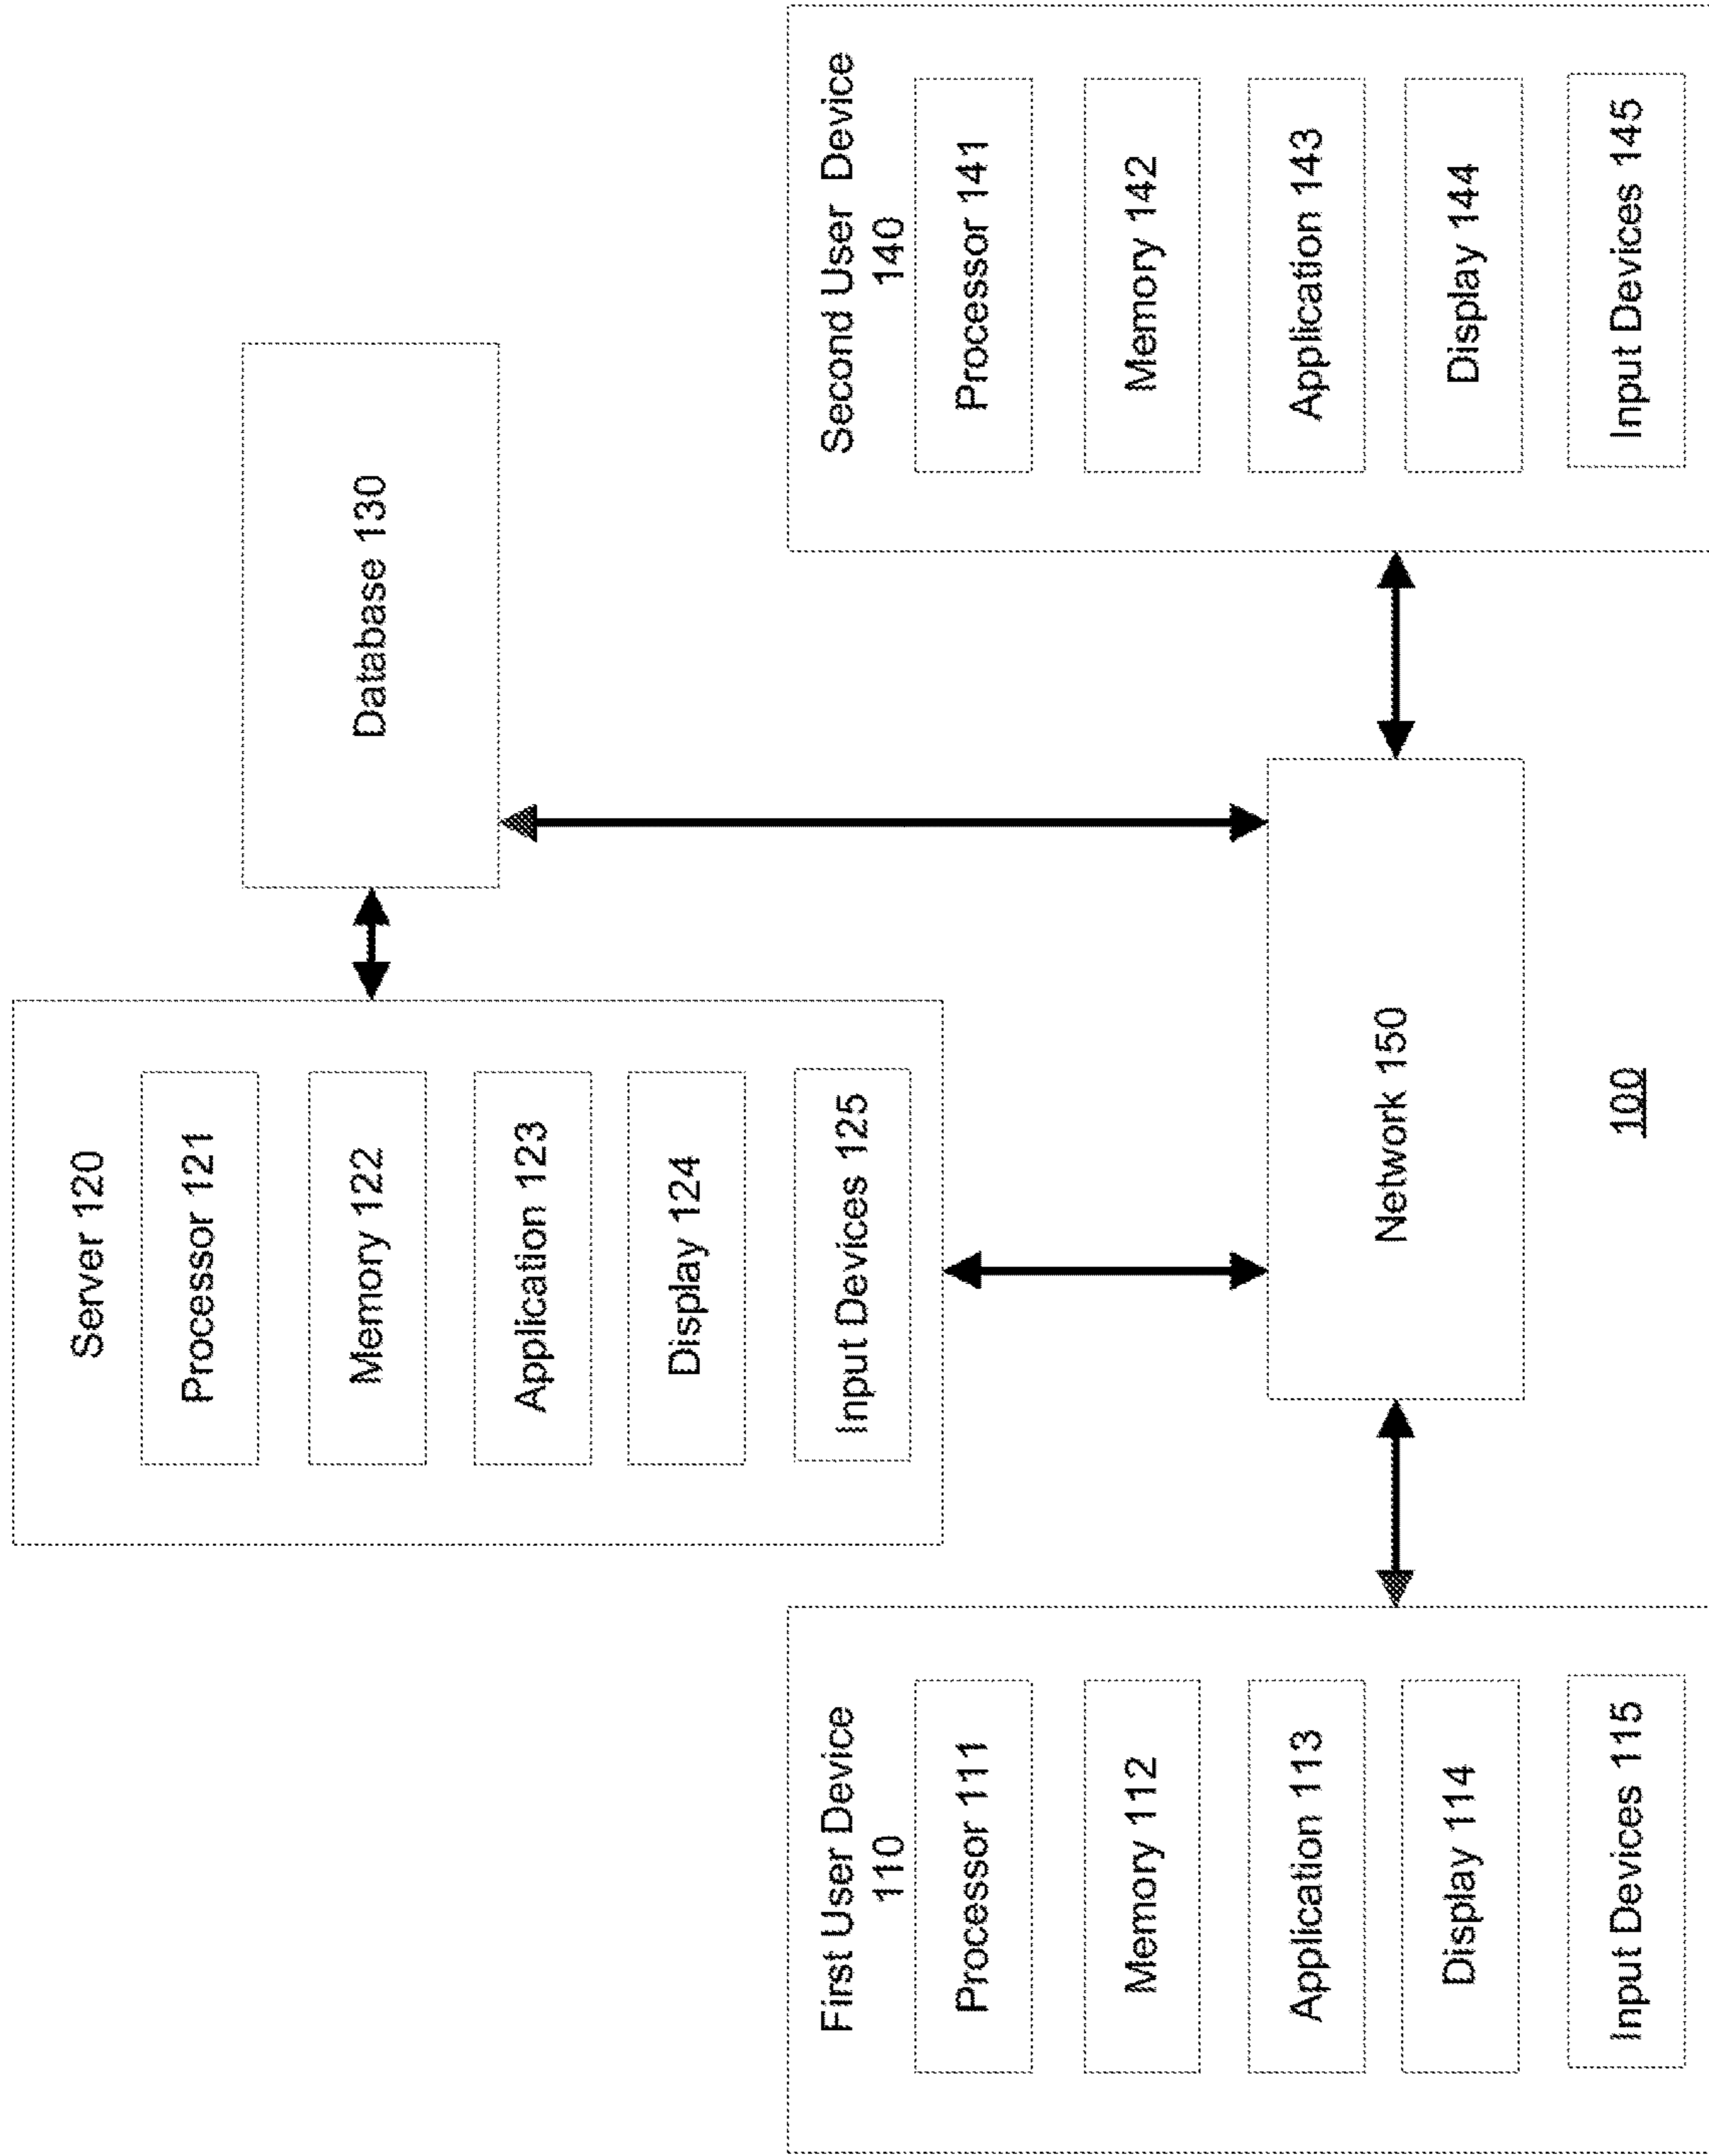 Server 120
Processor 121
Memory 122
Application 123
Display 124
Input Devices 125
Database 130
First User Device
110
Processor 111
Memory 112
Application 113
Display 114
Input Devices 115
Network 150
100
Second User Device
140
Processor 141
Memory 142
Application 143
Display 144
Input Devices 145